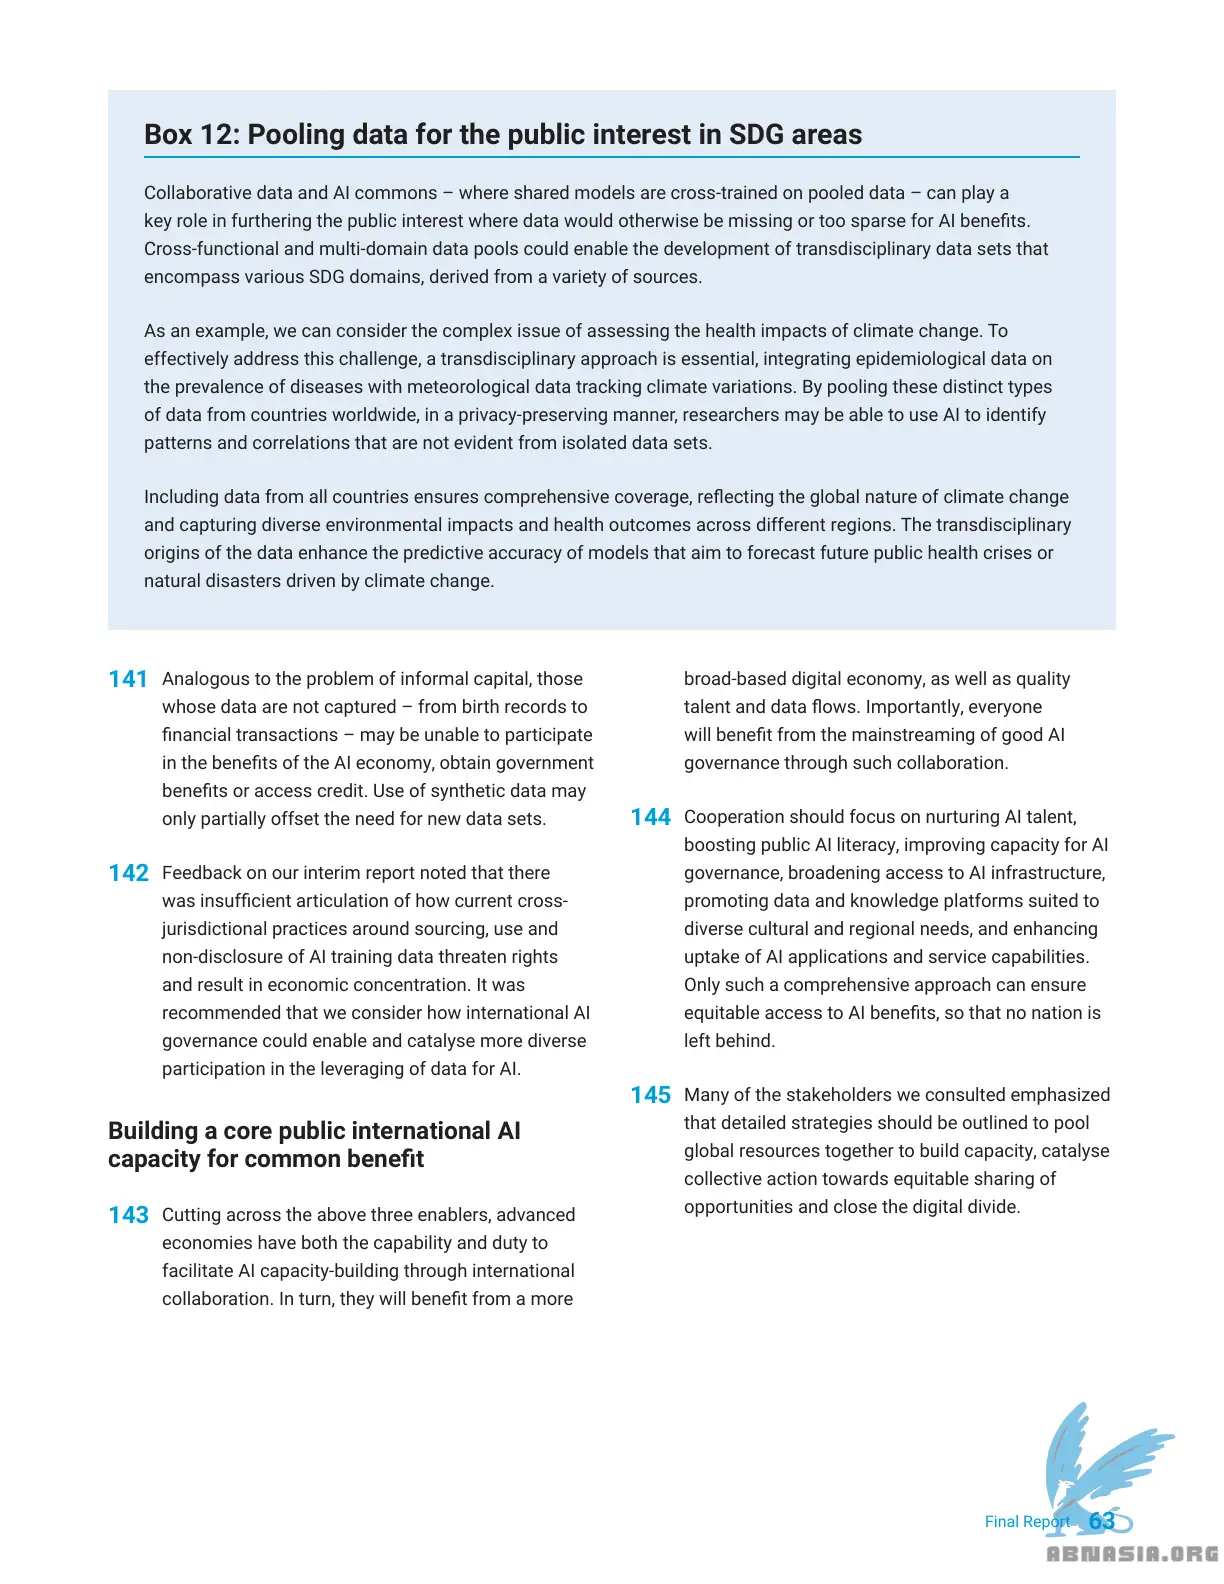 Box 12: Pooling data for the public interest in SDG areas
Collaborative data and AI commons – where shared models are cross-trained on pooled data – can play a
key role in furthering the public interest where data would otherwise be missing or too sparse for AI benefits.
Cross-functional and multi-domain data pools could enable the development of transdisciplinary data sets that
encompass various SDG domains, derived from a variety of sources.
As an example, we can consider the complex issue of assessing the health impacts of climate change. To
effectively address this challenge, a transdisciplinary approach is essential, integrating epidemiological data on
the prevalence of diseases with meteorological data tracking climate variations. By pooling these distinct types
of data from countries worldwide, in a privacy-preserving manner, researchers may be able to use AI to identify
patterns and correlations that are not evident from isolated data sets.
Including data from all countries ensures comprehensive coverage, reflecting the global nature of climate change
and capturing diverse environmental impacts and health outcomes across different regions. The transdisciplinary
origins of the data enhance the predictive accuracy of models that aim to forecast future public health crises or
natural disasters driven by climate change.
141 Analogous to the problem of informal capital, those
whose data are not captured – from birth records to
financial transactions – may be unable to participate
in the benefits of the AI economy, obtain government
benefits or access credit. Use of synthetic data may
only partially offset the need for new data sets.
142 Feedback on our interim report noted that there
was insufficient articulation of how current cross-
jurisdictional practices around sourcing, use and
non-disclosure of AI training data threaten rights
and result in economic concentration. It was
recommended that we consider how international AI
governance could enable and catalyse more diverse
participation in the leveraging of data for AI.
Building a core public international AI
capacity for common benefit
143 Cutting across the above three enablers, advanced
economies have both the capability and duty to
facilitate AI capacity-building through international
collaboration. In turn, they will benefit from a more
broad-based digital economy, as well as quality
talent and data flows. Importantly, everyone
will benefit from the mainstreaming of good AI
governance through such collaboration.
144 Cooperation should focus on nurturing AI talent,
boosting public AI literacy, improving capacity for AI
governance, broadening access to AI infrastructure,
promoting data and knowledge platforms suited to
diverse cultural and regional needs, and enhancing
uptake of AI applications and service capabilities.
Only such a comprehensive approach can ensure
equitable access to AI benefits, so that no nation is
left behind.
145 Many of the stakeholders we consulted emphasized
that detailed strategies should be outlined to pool
global resources together to build capacity, catalyse
collective action towards equitable sharing of
opportunities and close the digital divide.
Final Report 63
ABNASIA.ORG